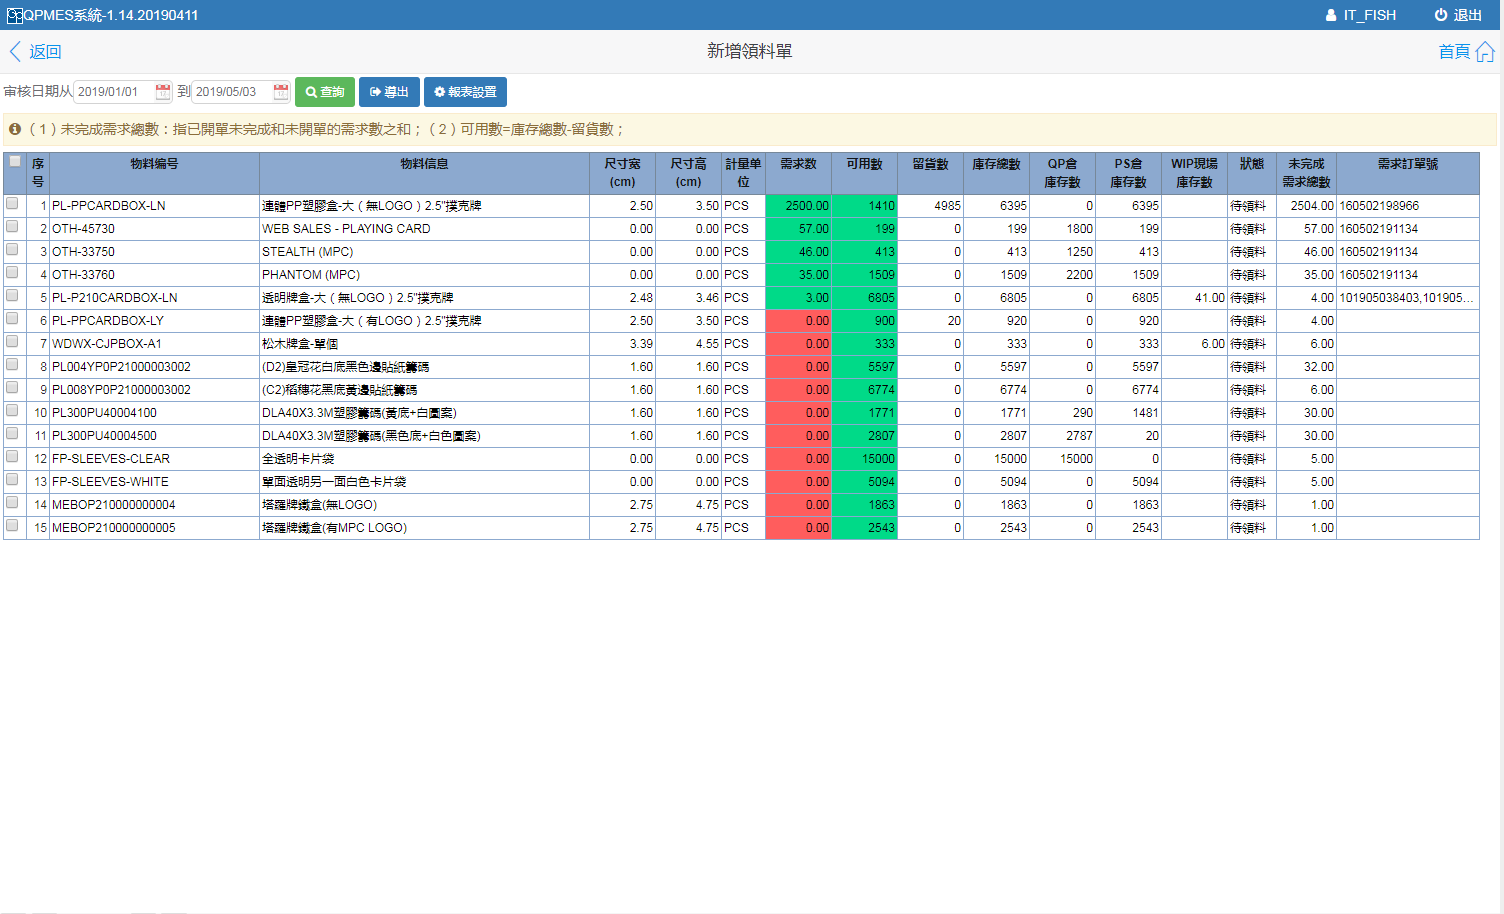 QPMES系統-1.14.20190411 IT_FISH 退出
返回 新增領料單 首頁
审核日期从 2019/01/01 到 2019/05/03 查詢 導出 報表設置
（1）未完成需求總數：指已開單未完成和未開單的需求數之和；（2）可用數=庫存總數-留貨數；
序号 物料编号 物料信息 尺寸宽(cm) 尺寸高(cm) 計量单位 需求数 可用數 留貨數 庫存總數 QP倉庫存數 PS倉庫存數 WIP現場庫存數 狀態 未完成需求總數 需求訂單號
1 PL-PPCARDBOX-LN 連體PP塑膠盒-大（無LOGO）2.5"撲克牌 2.50 3.50 PCS 2500.00 1410 4985 6395 0 6395 待領料 2504.00 160502198966
2 OTH-45730 WEB SALES - PLAYING CARD 0.00 0.00 PCS 57.00 199 0 199 1800 199 待領料 57.00 160502191134
3 OTH-33750 STEALTH (MPC) 0.00 0.00 PCS 46.00 413 0 413 1250 413 待領料 46.00 160502191134
4 OTH-33760 PHANTOM (MPC) 0.00 0.00 PCS 35.00 1509 0 1509 2200 1509 待領料 35.00 160502191134
5 PL-P210CARDBOX-LN 透明牌盒-大（無LOGO）2.5"撲克牌 2.48 3.46 PCS 3.00 6805 0 6805 0 6805 41.00 待領料 4.00 101905038403,101905...
6 PL-PPCARDBOX-LY 連體PP塑膠盒-大（有LOGO）2.5"撲克牌 2.50 3.50 PCS 0.00 900 20 920 0 920 待領料 4.00
7 WDWX-CJPBOX-A1 松木牌盒-單個 3.39 4.55 PCS 0.00 333 0 333 0 333 6.00 待領料 6.00
8 PL004YP0P21000003002 (D2)皇冠花白底黑色邊貼紙籌碼 1.60 1.60 PCS 0.00 5597 0 5597 0 5597 待領料 32.00
9 PL008YP0P21000003002 (C2)稻穗花黑底黃邊貼紙籌碼 1.60 1.60 PCS 0.00 6774 0 6774 0 6774 待領料 6.00
10 PL300PU40004100 DLA40X3.3M塑膠籌碼(黃底+白圖案) 1.60 1.60 PCS 0.00 1771 0 1771 290 1481 待領料 30.00
11 PL300PU40004500 DLA40X3.3M塑膠籌碼(黑色底+白色圖案) 1.60 1.60 PCS 0.00 2807 0 2807 2787 20 待領料 30.00
12 FP-SLEEVES-CLEAR 全透明卡片袋 0.00 0.00 PCS 0.00 15000 0 15000 15000 0 待領料 5.00
13 FP-SLEEVES-WHITE 單面透明另一面白色卡片袋 0.00 0.00 PCS 0.00 5094 0 5094 0 5094 待領料 5.00
14 MEBOP210000000004 塔羅牌鐵盒(無LOGO) 2.75 4.75 PCS 0.00 1863 0 1863 0 1863 待領料 1.00
15 MEBOP210000000005 塔羅牌鐵盒(有MPC LOGO) 2.75 4.75 PCS 0.00 2543 0 2543 0 2543 待領料 1.00